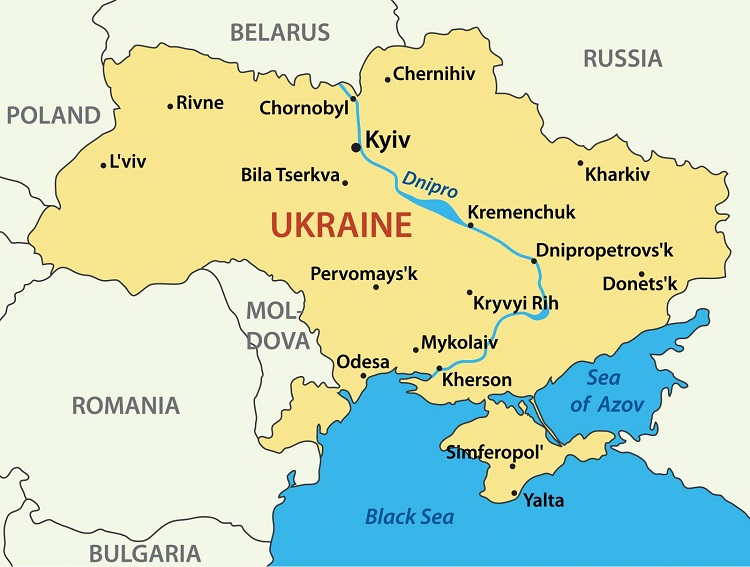 BELARUS
RUSSIA
Chernihiv
POLAND
Rivne
Chornobyl
Kyiv
L'viv
Kharkiv
Bila Tserkva
Dnipro
Kremenchuk
UKRAINE
Dnipropetrovs'k
Pervomays'k
Donets'k
Kryvyi Rih
MOL-
DOVA
Mykolaiv
Odesa
Kherson
Sea
of Azov
ROMANIA
Simferopol'
Yalta
Black Sea
BULGARIA